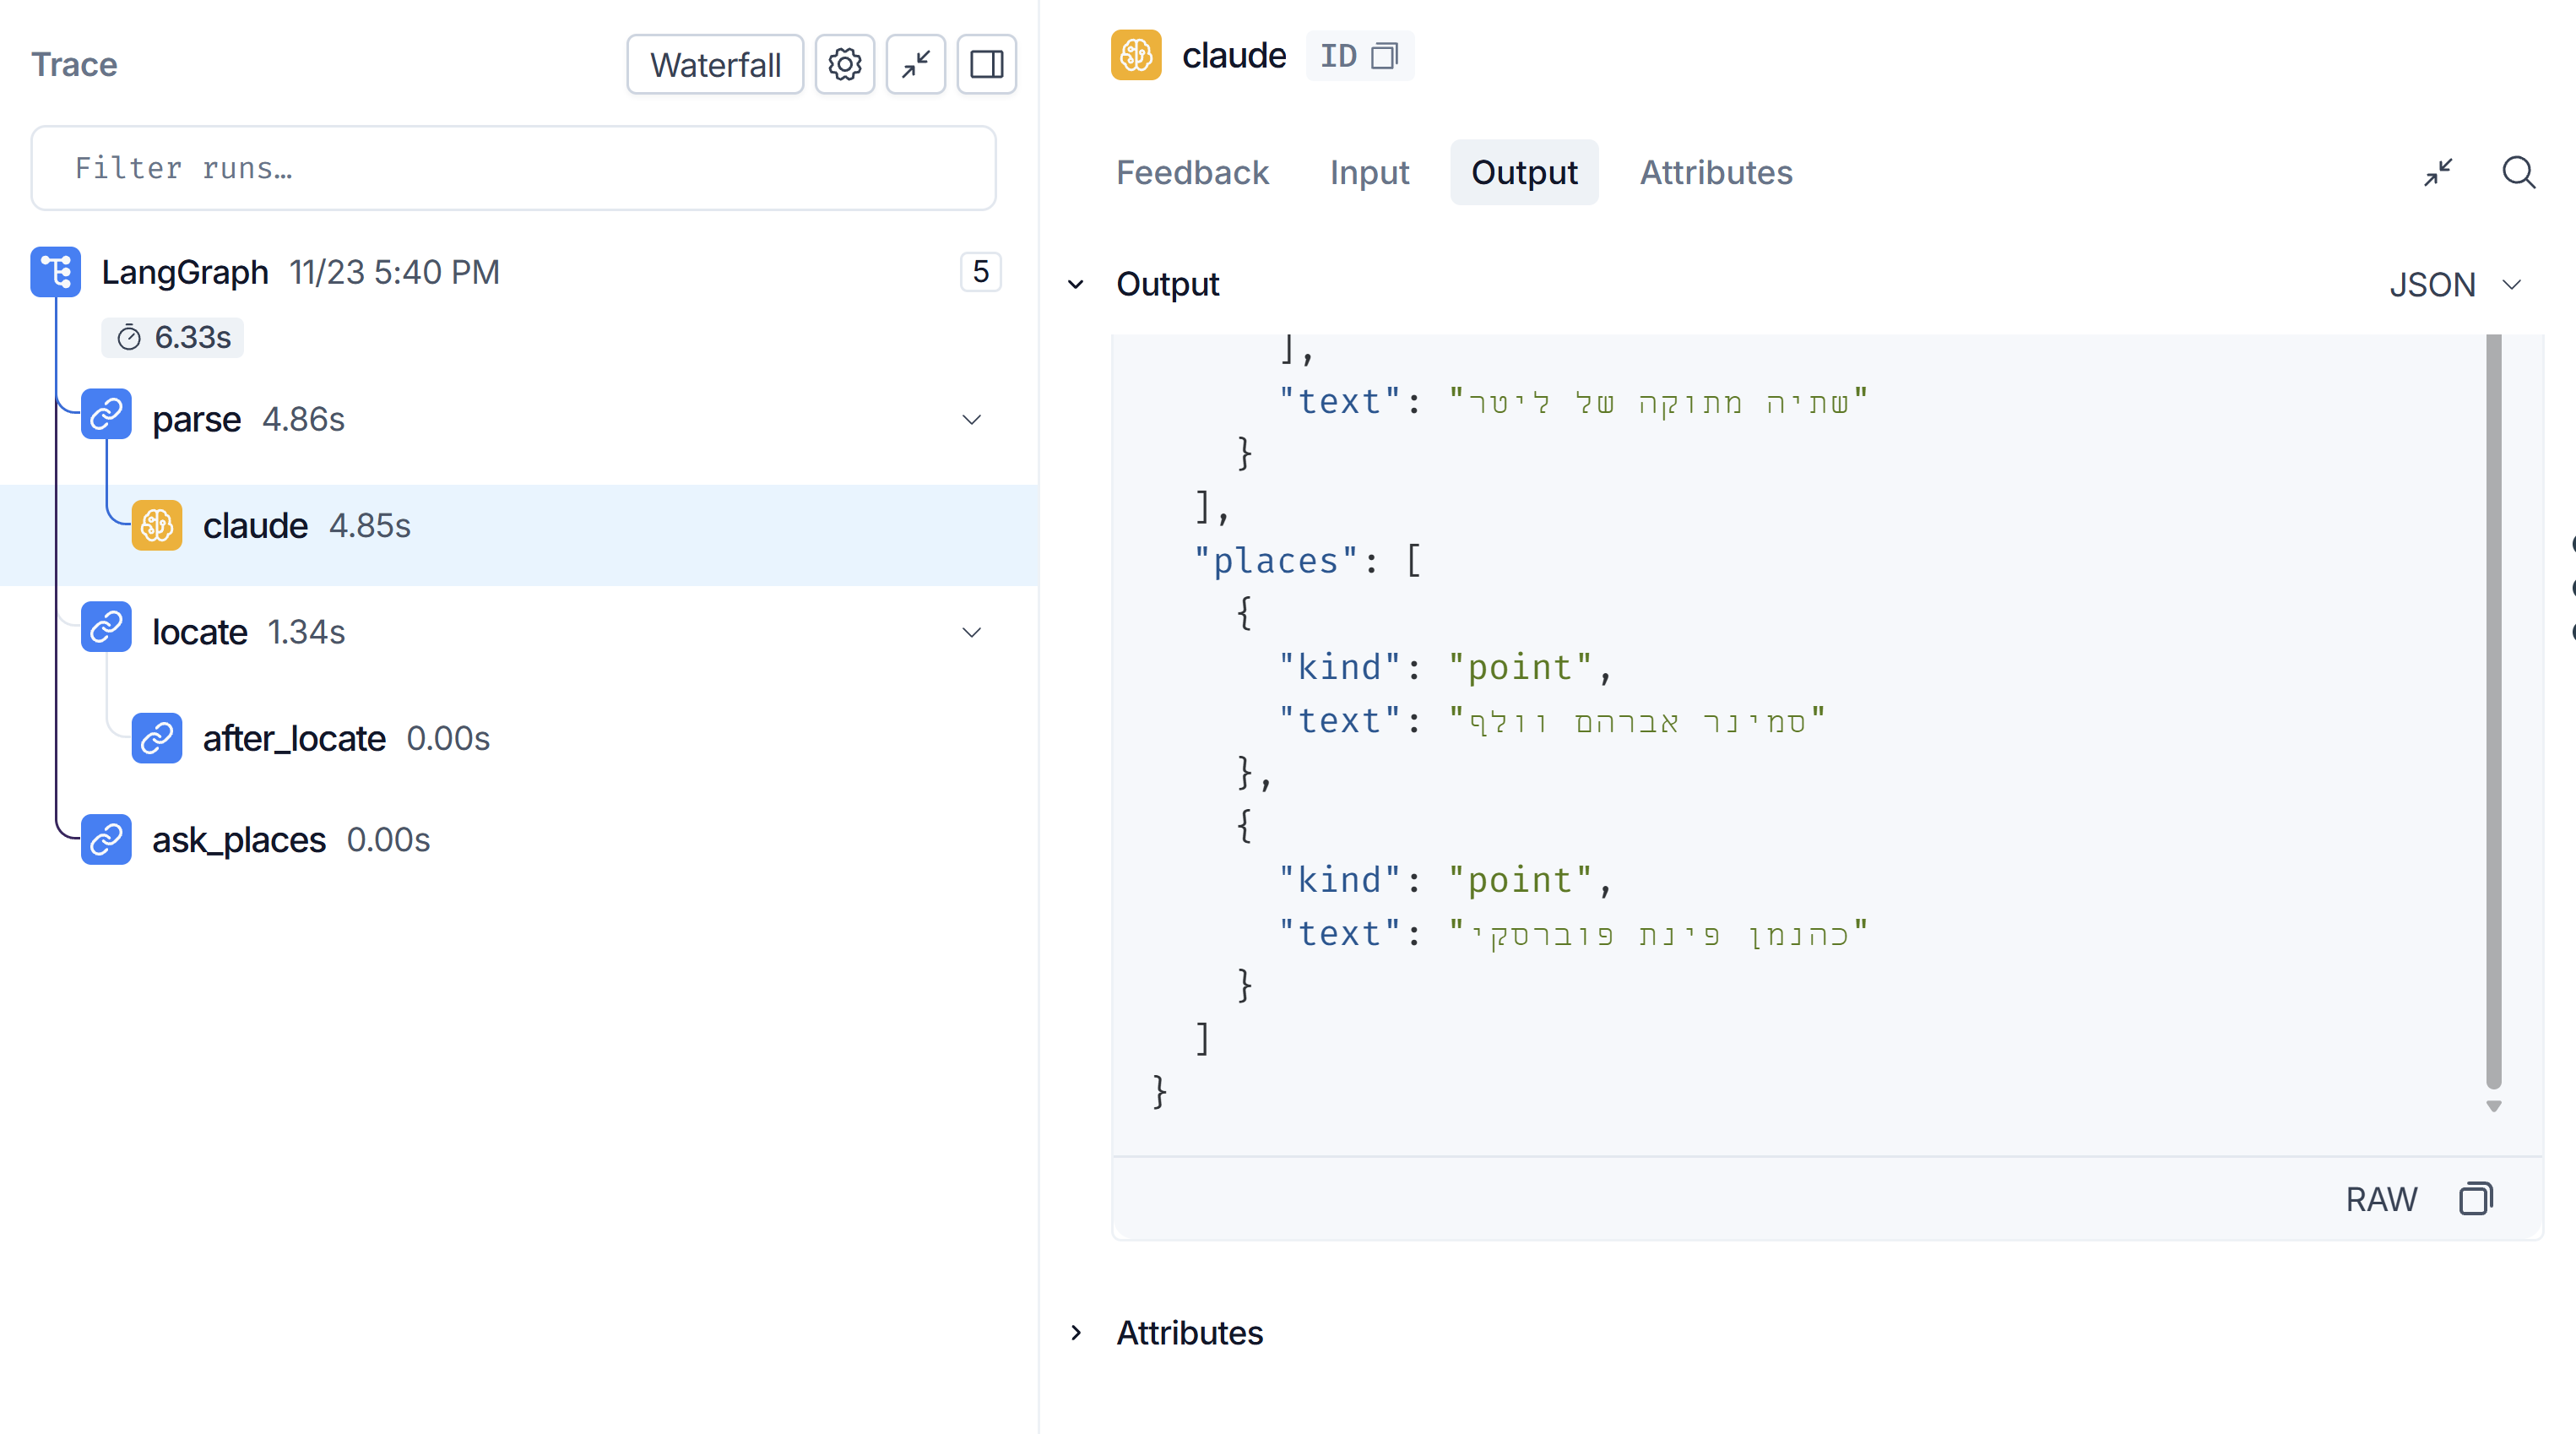 Trace
Waterfall
Filter runs…
LangGraph 11/23 5:40 PM 5
6.33s
parse 4.86s
claude 4.85s
locate 1.34s
after_locate 0.00s
ask_places 0.00s
claude ID
Feedback Input Output Attributes
Output JSON
],
"text": "שתיה מתוקה של ליטר"
}
],
"places": [
{
"kind": "point",
"text": "סמינר אברהם וולף"
},
{
"kind": "point",
"text": "כהנמן פינת פוברסקי"
}
]
}
RAW
Attributes